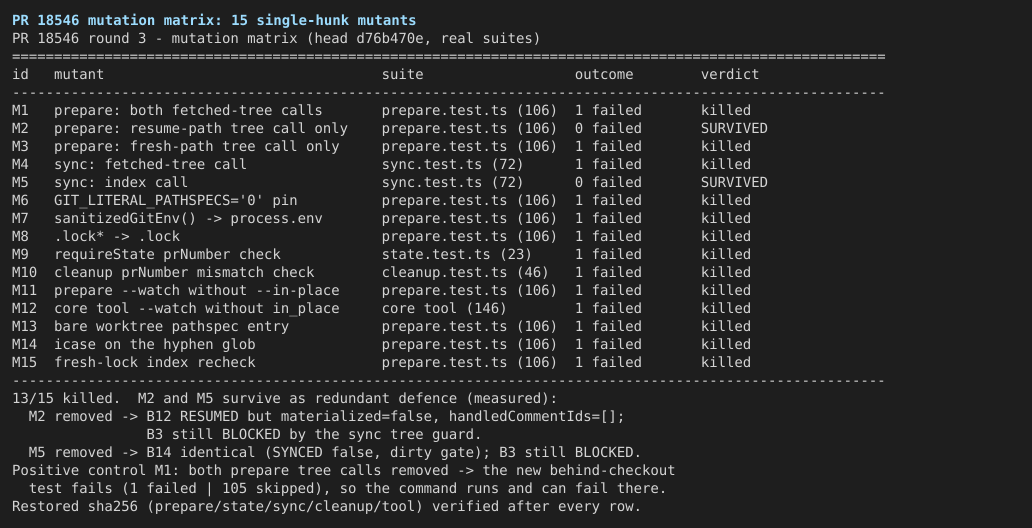 PR 18546 mutation matrix: 15 single-hunk mutants
PR 18546 round 3 - mutation matrix (head d76b470e, real suites)
========================================================================================================
id   mutant                                 suite                  outcome        verdict
--------------------------------------------------------------------------------------------------------
M1   prepare: both fetched-tree calls       prepare.test.ts (106)  1 failed       killed
M2   prepare: resume-path tree call only    prepare.test.ts (106)  0 failed       SURVIVED
M3   prepare: fresh-path tree call only     prepare.test.ts (106)  1 failed       killed
M4   sync: fetched-tree call                sync.test.ts (72)      1 failed       killed
M5   sync: index call                       sync.test.ts (72)      0 failed       SURVIVED
M6   GIT_LITERAL_PATHSPECS='0' pin          prepare.test.ts (106)  1 failed       killed
M7   sanitizedGitEnv() -> process.env       prepare.test.ts (106)  1 failed       killed
M8   .lock* -> .lock                        prepare.test.ts (106)  1 failed       killed
M9   requireState prNumber check            state.test.ts (23)     1 failed       killed
M10  cleanup prNumber mismatch check        cleanup.test.ts (46)   1 failed       killed
M11  prepare --watch without --in-place     prepare.test.ts (106)  1 failed       killed
M12  core tool --watch without in_place     core tool (146)        1 failed       killed
M13  bare worktree pathspec entry           prepare.test.ts (106)  1 failed       killed
M14  icase on the hyphen glob               prepare.test.ts (106)  1 failed       killed
M15  fresh-lock index recheck               prepare.test.ts (106)  1 failed       killed
--------------------------------------------------------------------------------------------------------
13/15 killed.  M2 and M5 survive as redundant defence (measured):
  M2 removed -> B12 RESUMED but materialized=false, handledCommentIds=[];
                B3 still BLOCKED by the sync tree guard.
  M5 removed -> B14 identical (SYNCED false, dirty gate); B3 still BLOCKED.
Positive control M1: both prepare tree calls removed -> the new behind-checkout
  test fails (1 failed | 105 skipped), so the command runs and can fail there.
Restored sha256 (prepare/state/sync/cleanup/tool) verified after every row.